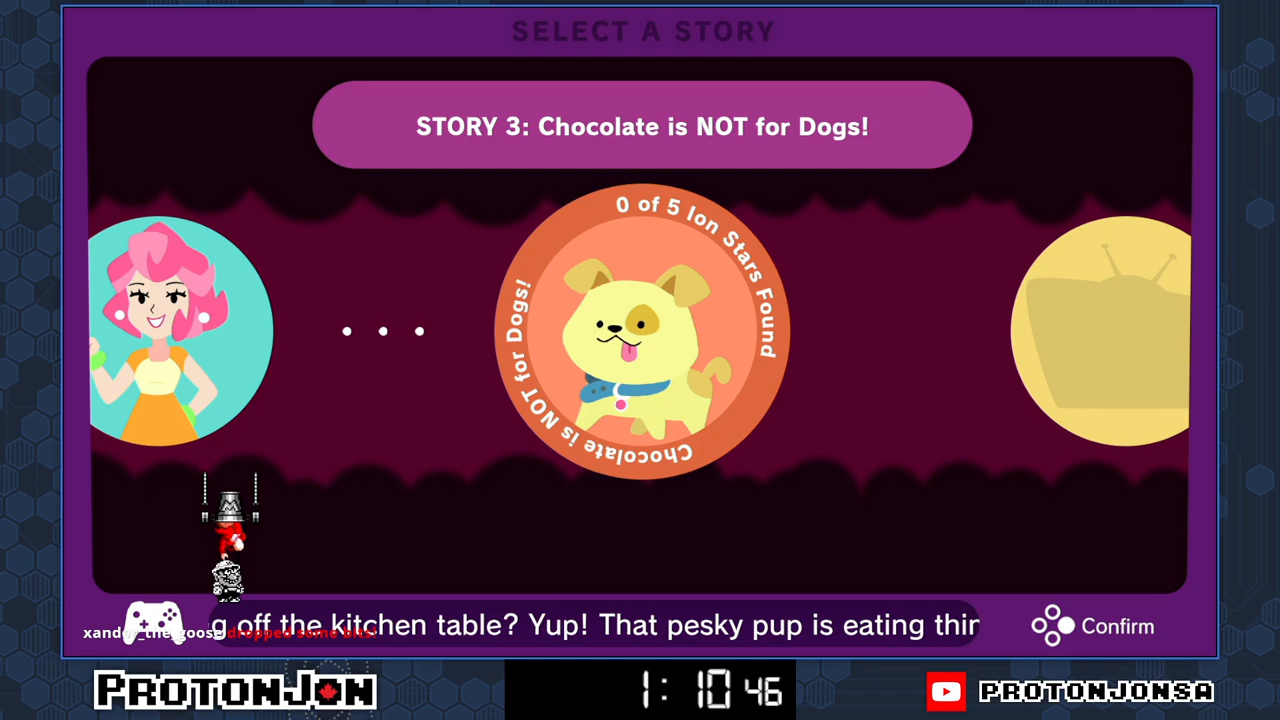 SELECT A STORY
STORY 3: Chocolate is NOT for Dogs!
0 of 5 Ion Stars Found
Chocolate is NOT for Dogs!
g off the kitchen table? Yup! That pesky pup is eating thin
xander_the_goose dropped some bits!
Confirm
PROTONJON
1: 10 46
PROTONJONSA